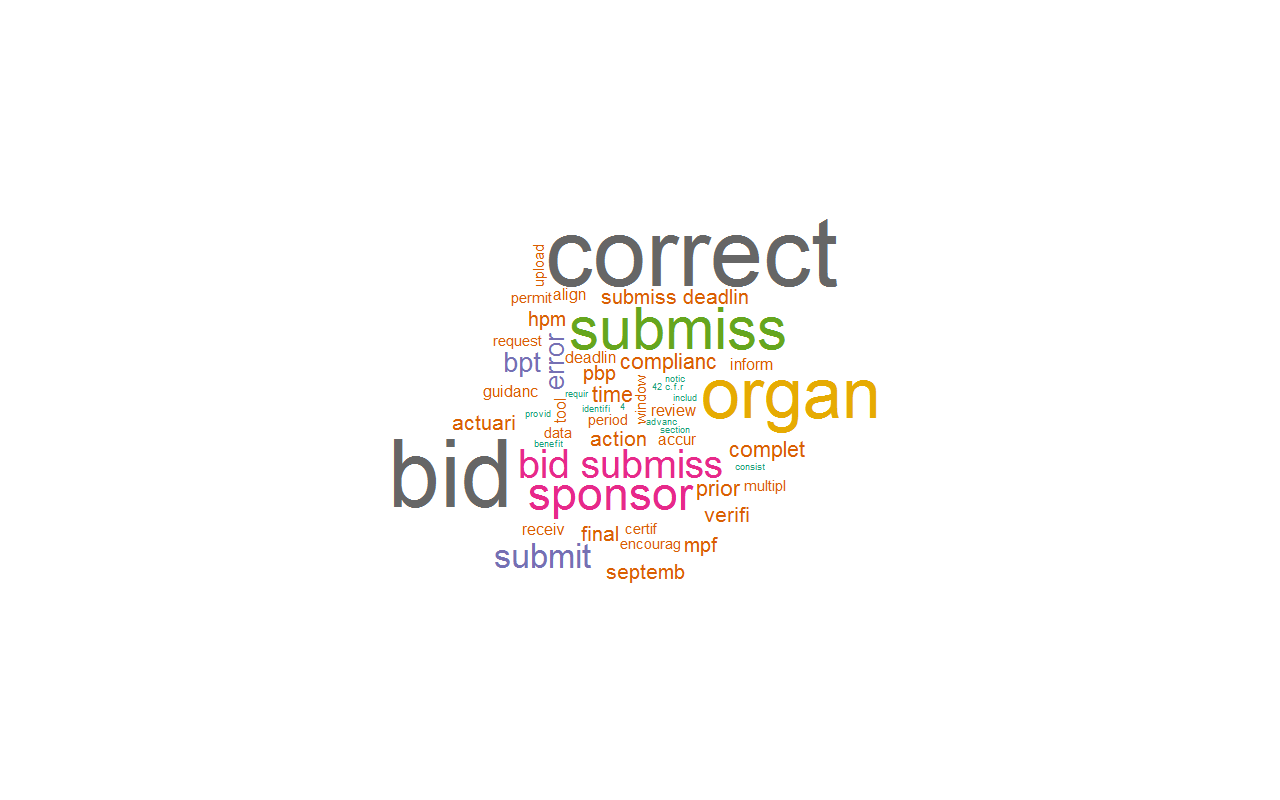 correct
upload
permit
align
submiss deadlin
hpm
submiss
request
error
bpt
deadlin
complianc
inform
pbp
notic
42 c.f.r
organ
guidanc
requir
time
window
includ
tool
identifi
4
review
provid
period
advanc
actuari
section
data
action
accur
benefit
bid
complet
bid submiss
consist
sponsor
prior
multipl
verifi
receiv
final
certif
encourag
mpf
submit
septemb